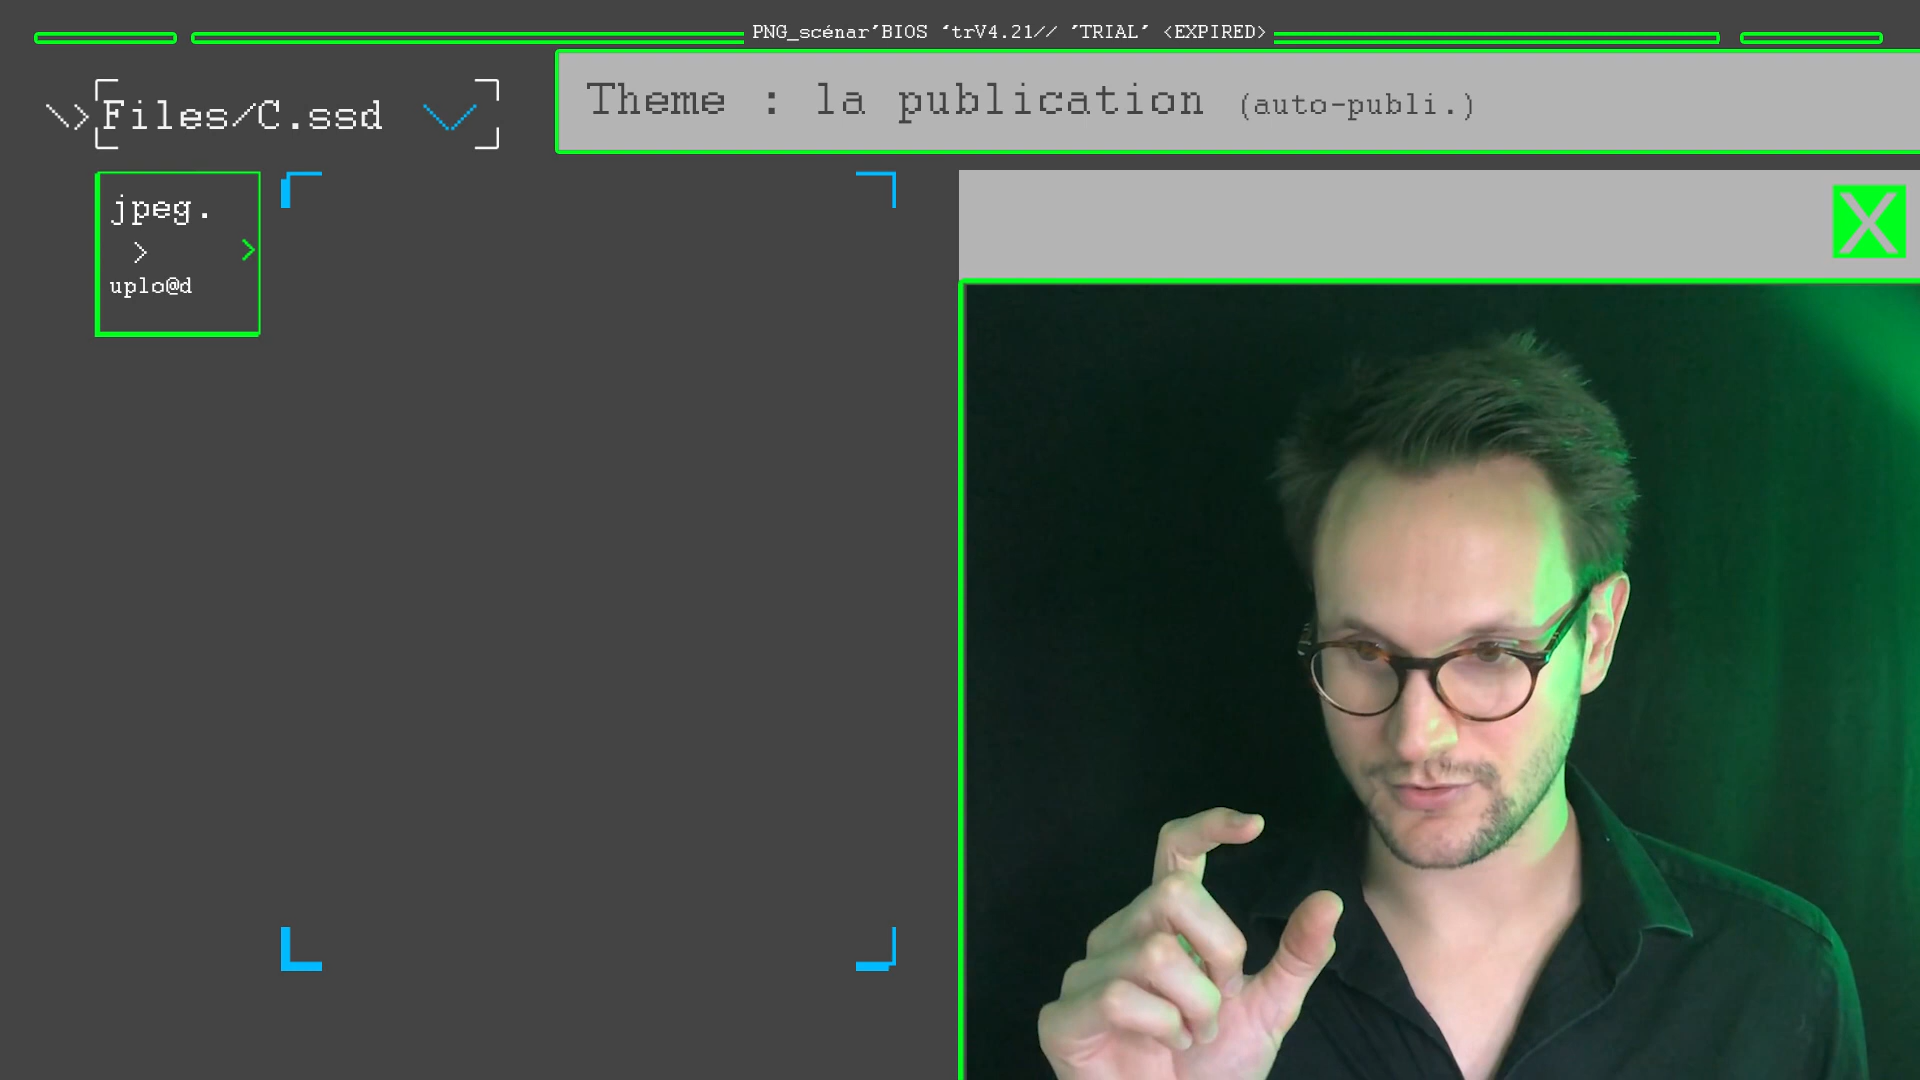 PNG_scénar´BIOS ‘trV4.21// ´TRIAL´ <EXPIRED>
\>Files/C.ssd
Theme : la publication (auto-publi.)
X
jpeg.
> >
uplo@d